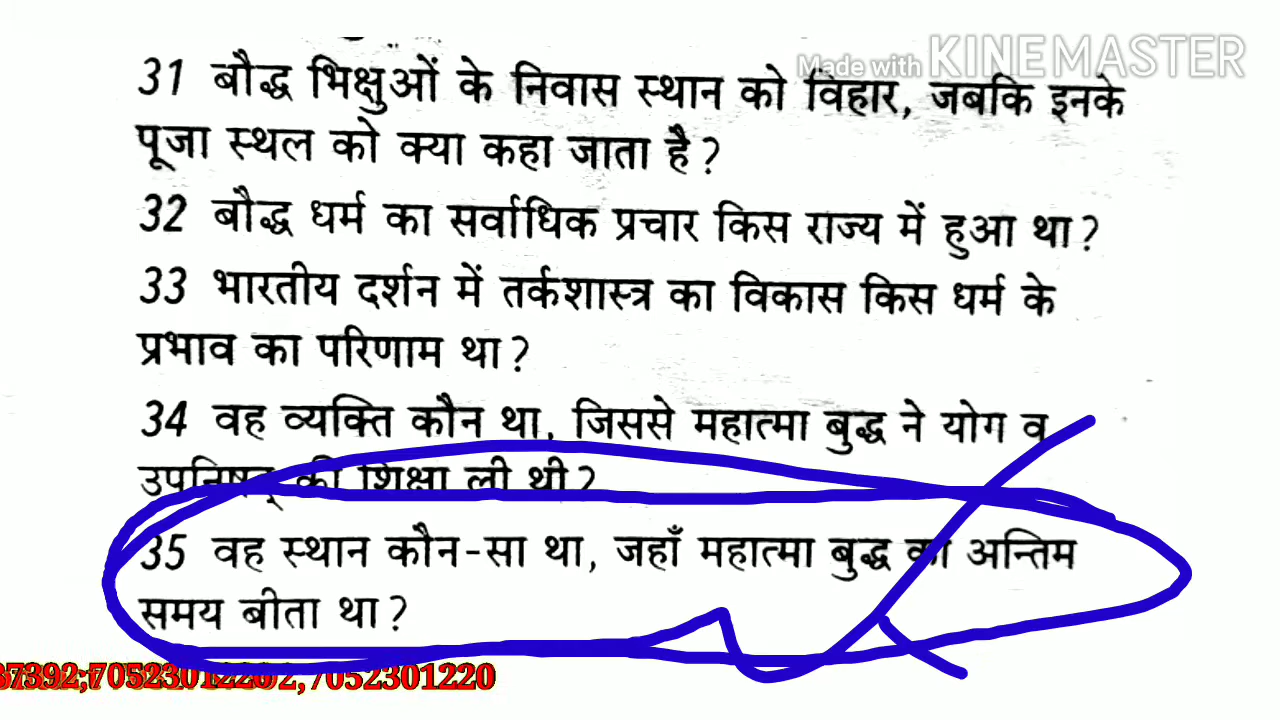 Made with KINEMASTER
31 बौद्ध भिक्षुओं के निवास स्थान को विहार, जबकि इनके
पूजा स्थल को क्या कहा जाता है?
32 बौद्ध धर्म का सर्वाधिक प्रचार किस राज्य में हुआ था?
33 भारतीय दर्शन में तर्कशास्त्र का विकास किस धर्म के
प्रभाव का परिणाम था?
34 वह व्यक्ति कौन था, जिससे महात्मा बुद्ध ने योग व
उपनिषद् की शिक्षा ली थी?
35 वह स्थान कौन-सा था, जहाँ महात्मा बुद्ध का अन्तिम
समय बीता था?
7052301220